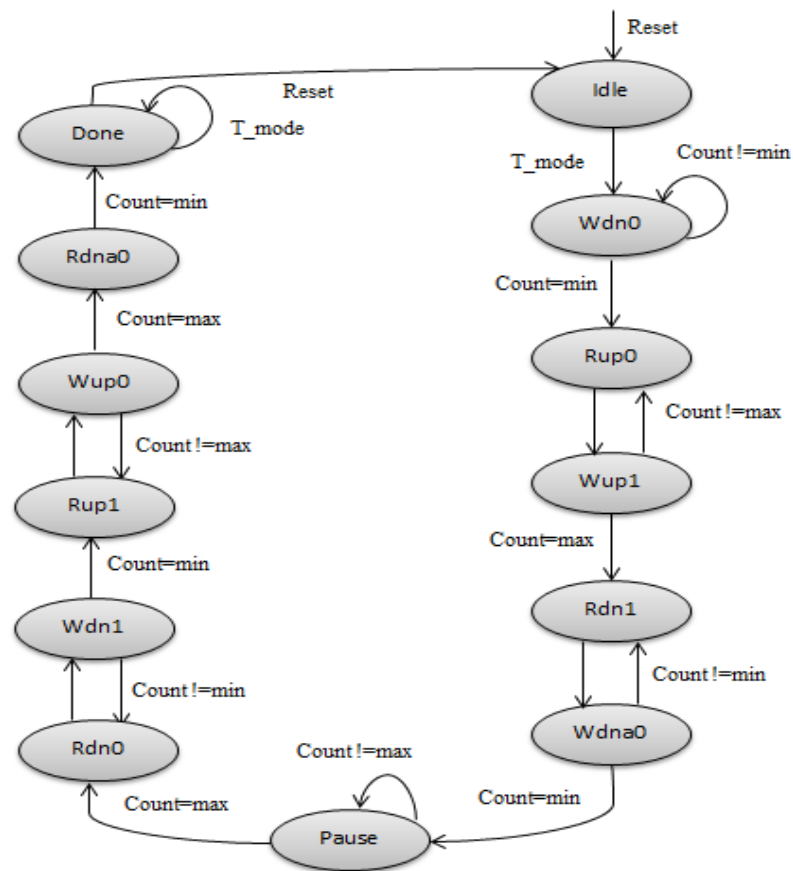 Reset
Idle
Reset
Done
T_mode
T_mode
Count !=min
Wdn0
Count=min
Rdna0
Count=min
Count=max
Rup0
Wup0
Count !=max
Count !=max
Wup1
Rup1
Count=max
Count=min
Rdn1
Wdn1
Count !=min
Count !=min
Wdna0
Rdn0
Count !=max
Count=max
Count=min
Pause